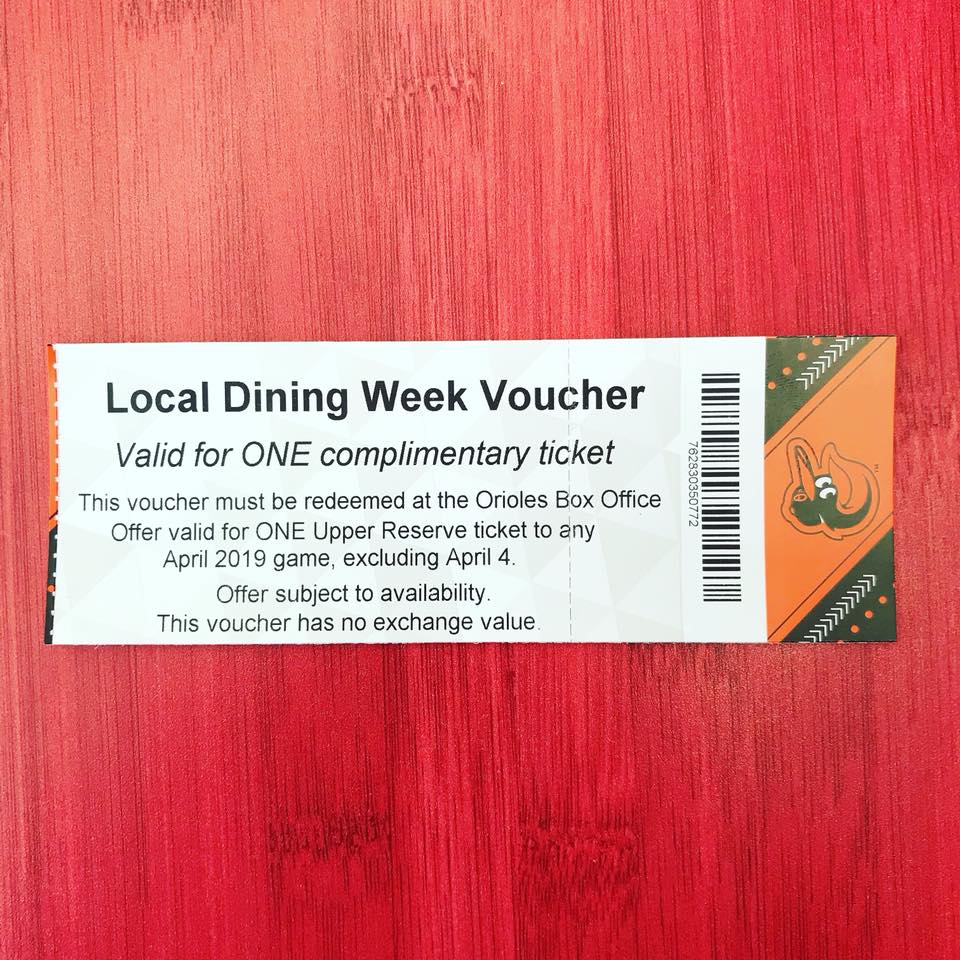 Local Dining Week Voucher
Valid for ONE complimentary ticket
This voucher must be redeemed at the Orioles Box Office
Offer valid for ONE Upper Reserve ticket to any
April 2019 game, excluding April 4.
Offer subject to availability.
This voucher has no exchange value.
762830350772
TM